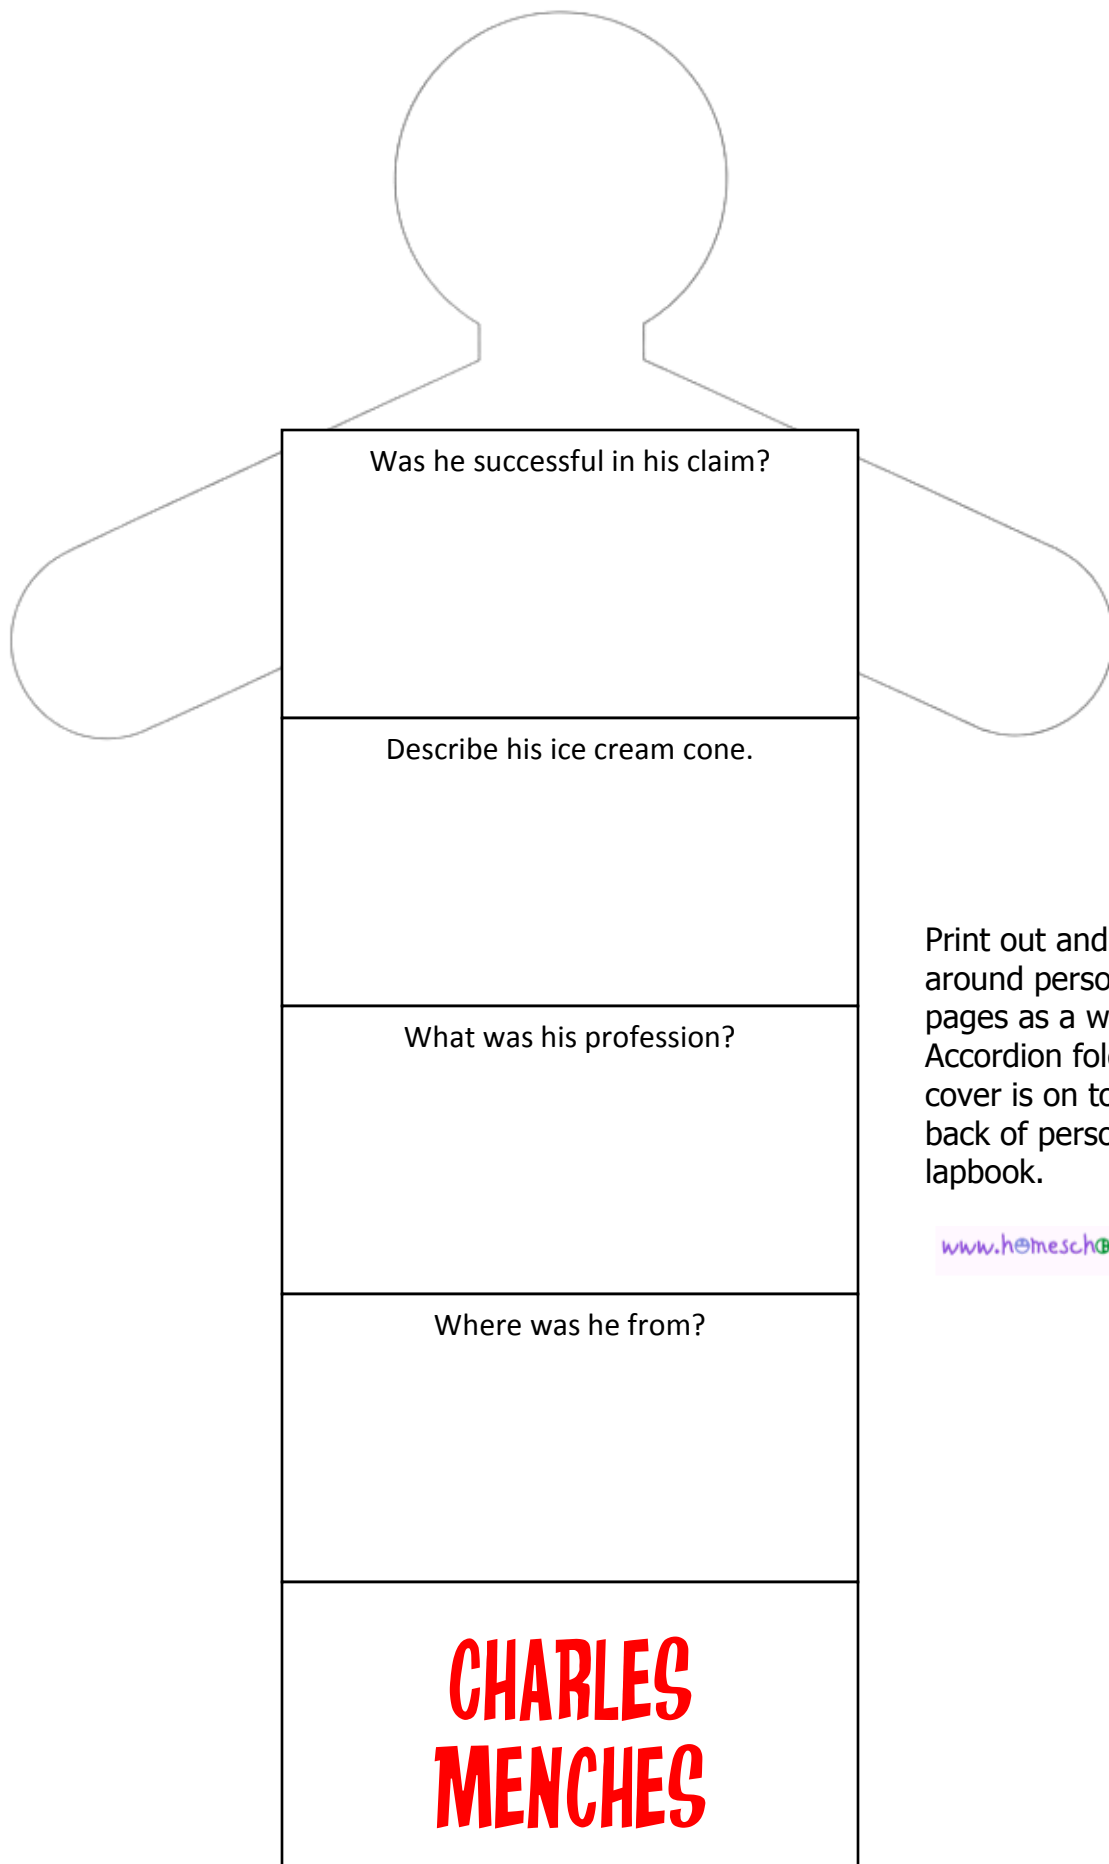 Was he successful in his claim?
Describe his ice cream cone.
What was his profession?
Where was he from?
CHARLES
MENCHES
Print out and
around perso
pages as a w
Accordion fol
cover is on to
back of perso
lapbook.
www.homescho